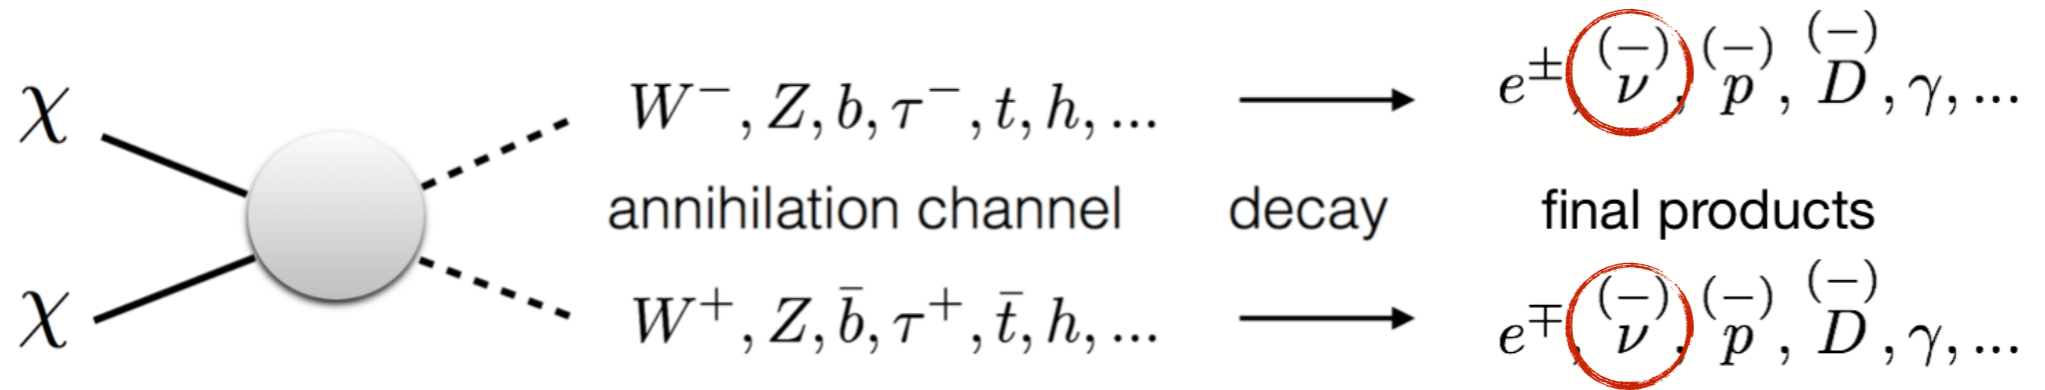 χ W⁻, Z, b, τ⁻, t, h, ... e±, (−)ν, (−)p, (−)D, γ, ...
annihilation channel decay final products
χ W⁺, Z, b̄, τ⁺, t̄, h, ... e∓, (−)ν, (−)p, (−)D, γ, ...